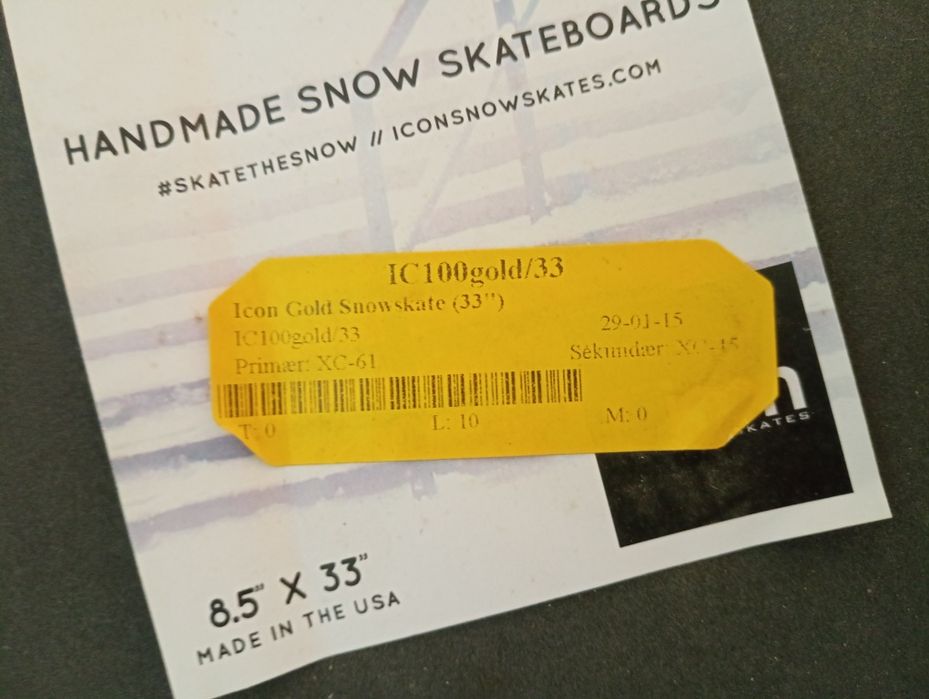 HANDMADE SNOW SKATEBOARDS
#SKATETHESNOW // ICONSNOWSKATES.COM
IC100gold/33
Icon Gold Snowskate (33")
IC100gold/33 29-01-15
Primær: XC-61 Sekundær: XC-15
T: 0 L: 10 M: 0
n
KATES
8.5" X 33"
MADE IN THE USA